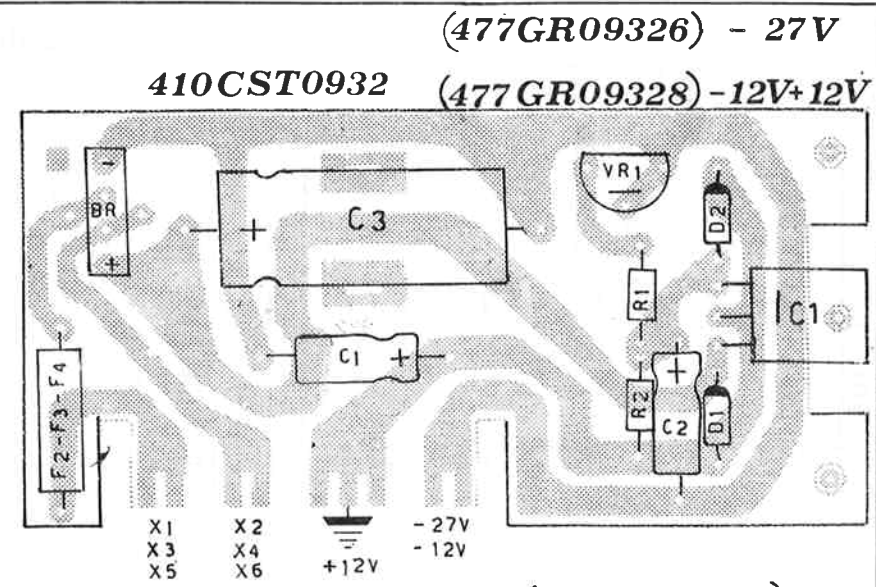 (477GR09326) - 27V
410CST0932 (477GR09328)-12V+12V
-
BR
+
+ C3
VR1
D2
R1
IC1
C1 +
F2-F3-F4
R2
+
C2
D1
X1 X2 - 27V
X3 X4 - 12V
X5 X6 +12V